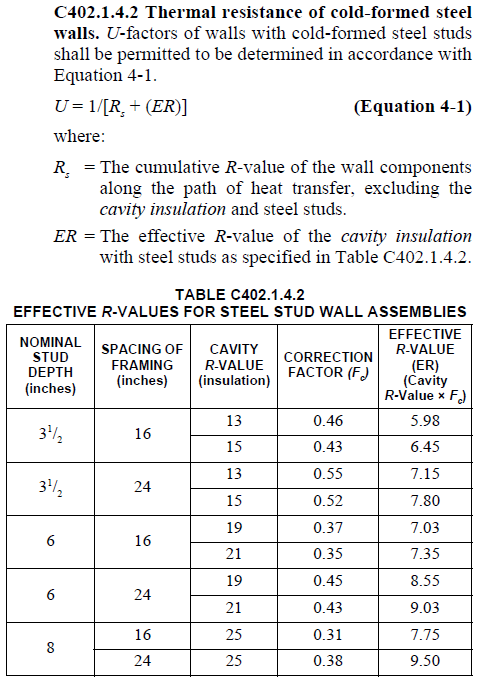 C402.1.4.2 Thermal resistance of cold-formed steel
walls. U-factors of walls with cold-formed steel studs
shall be permitted to be determined in accordance with
Equation 4-1.
U = 1/[Rs + (ER)] (Equation 4-1)
where:
Rs = The cumulative R-value of the wall components
along the path of heat transfer, excluding the
cavity insulation and steel studs.
ER = The effective R-value of the cavity insulation
with steel studs as specified in Table C402.1.4.2.
TABLE C402.1.4.2
EFFECTIVE R-VALUES FOR STEEL STUD WALL ASSEMBLIES
NOMINAL
STUD
DEPTH
(inches)
SPACING OF
FRAMING
(inches)
CAVITY
R-VALUE
(insulation)
CORRECTION
FACTOR (Fc)
EFFECTIVE
R-VALUE
(ER)
(Cavity
R-Value × Fc)
3 1/2 16 13 0.46 5.98
15 0.43 6.45
3 1/2 24 13 0.55 7.15
15 0.52 7.80
6 16 19 0.37 7.03
21 0.35 7.35
6 24 19 0.45 8.55
21 0.43 9.03
8 16 25 0.31 7.75
24 25 0.38 9.50